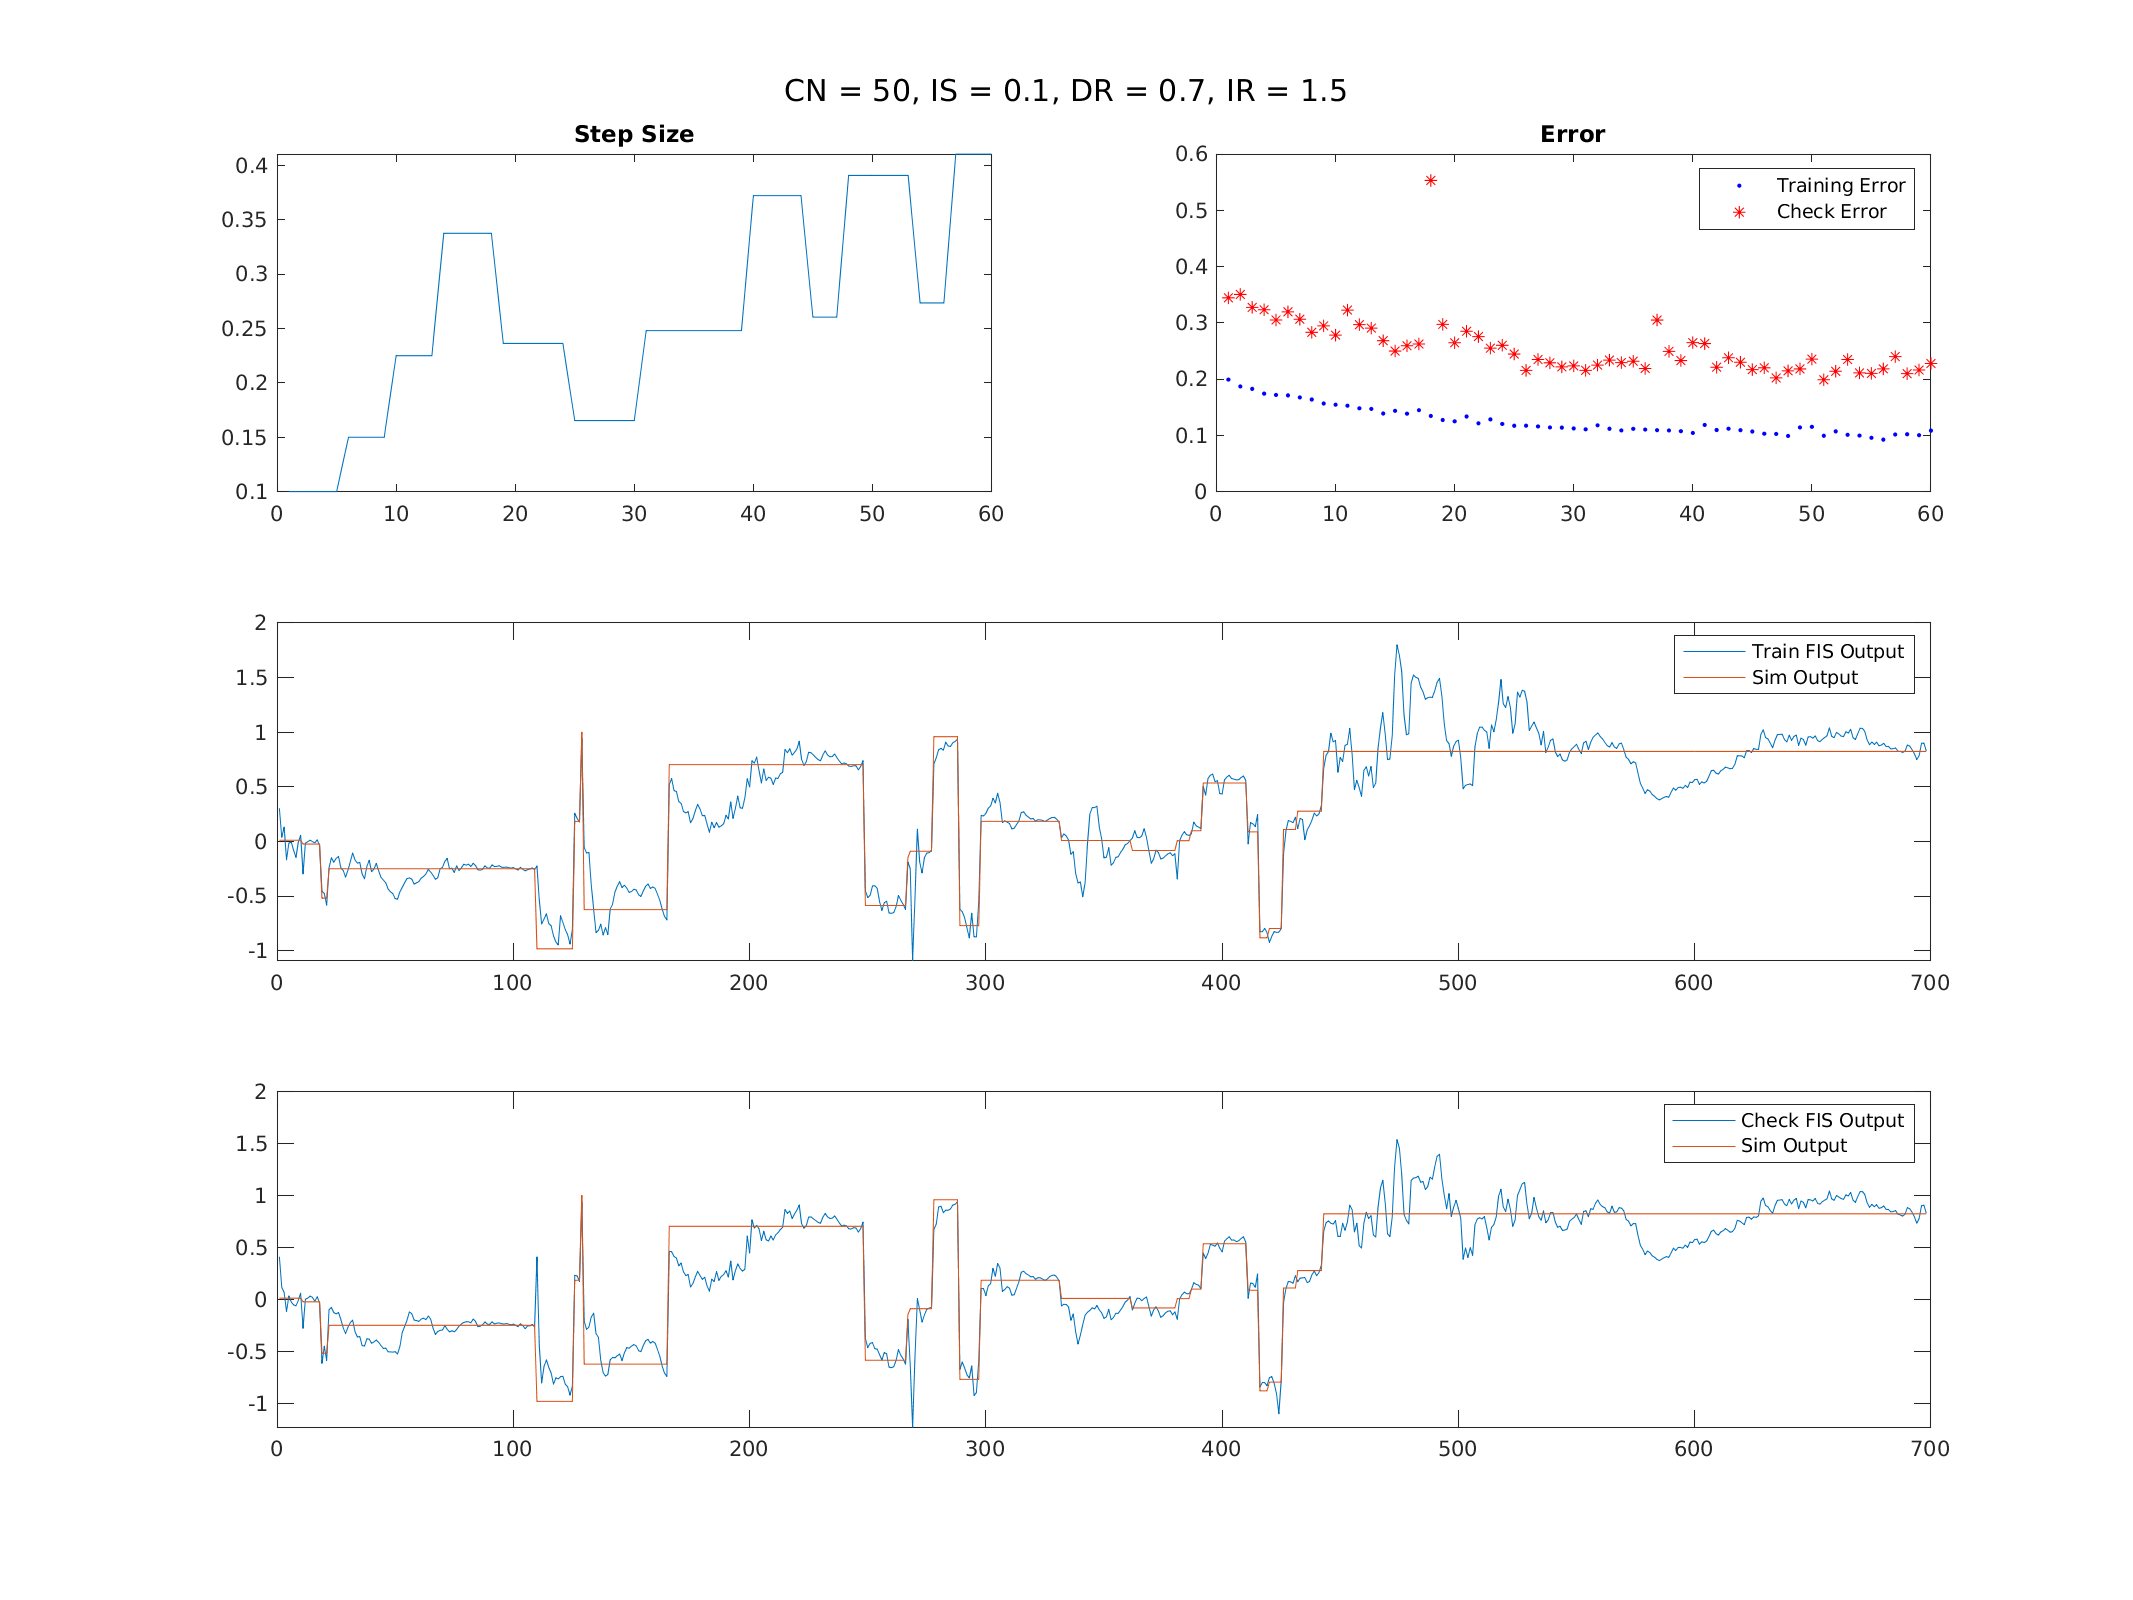 CN = 50, IS = 0.1, DR = 0.7, IR = 1.5
Step Size
0.4
0.35
0.3
0.25
0.2
0.15
0.1
0 10 20 30 40 50 60
Error
0.6
0.5
0.4
0.3
0.2
0.1
0
0 10 20 30 40 50 60
Training Error
Check Error
2
1.5
1
0.5
0
-0.5
-1
0 100 200 300 400 500 600 700
Train FIS Output
Sim Output
2
1.5
1
0.5
0
-0.5
-1
0 100 200 300 400 500 600 700
Check FIS Output
Sim Output